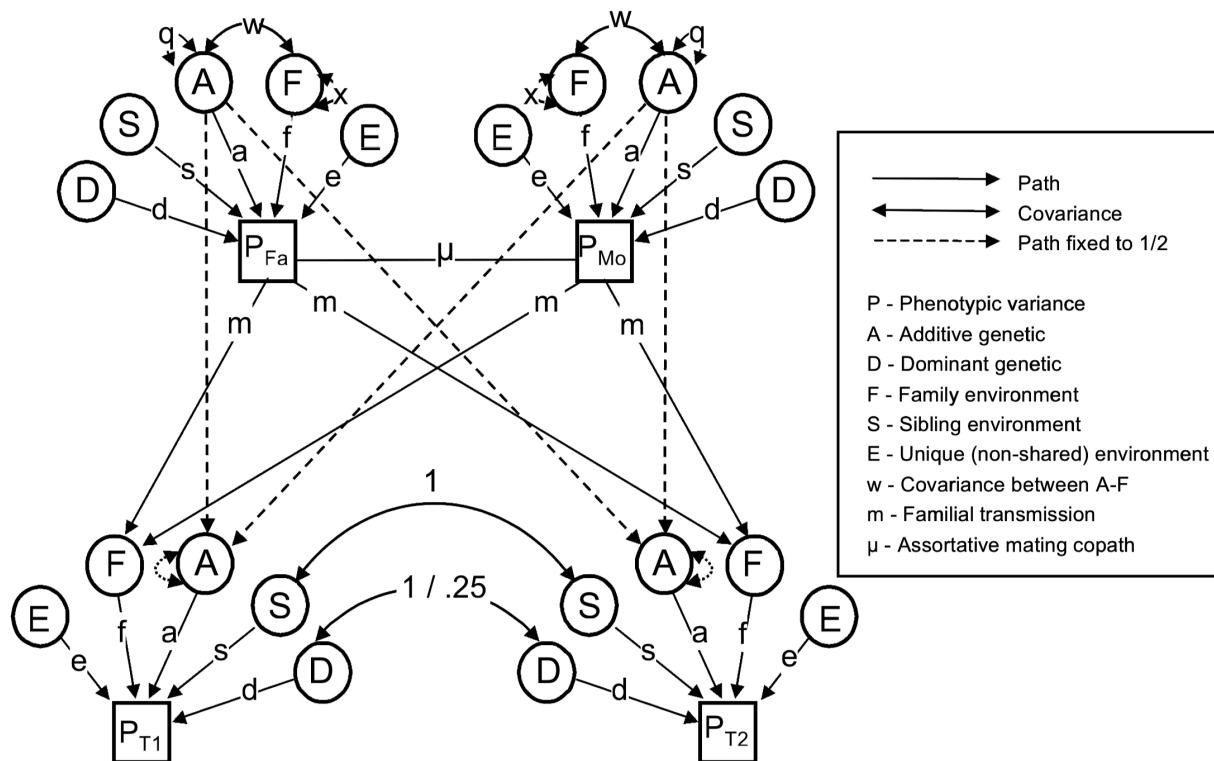 w w
q q
A F F A
x x
S E E S
f f
a a
s s
D e e D
d d
P Fa μ P Mo
m m m m
1
F A A F
S 1 / .25 S
E D D E
f a a f
s s
e d d e
P T1 P T2
Path
Covariance
Path fixed to 1/2
P - Phenotypic variance
A - Additive genetic
D - Dominant genetic
F - Family environment
S - Sibling environment
E - Unique (non-shared) environment
w - Covariance between A-F
m - Familial transmission
μ - Assortative mating copath